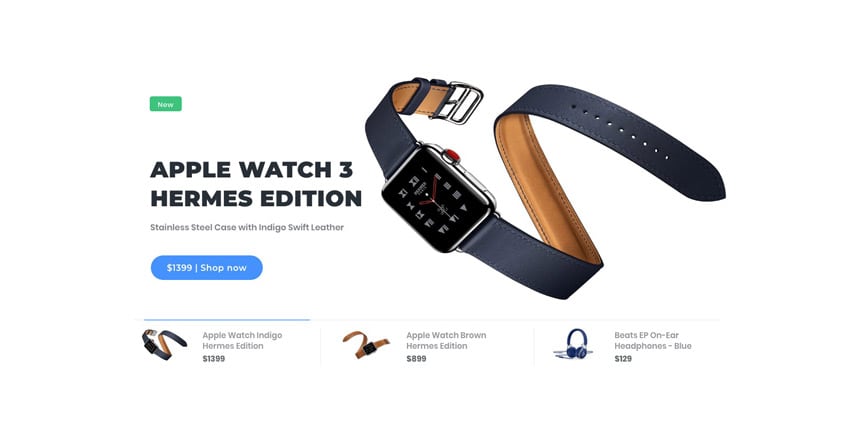 New
APPLE WATCH 3
HERMES EDITION
Stainless Steel Case with Indigo Swift Leather
$1399 | Shop now
Apple Watch Indigo
Hermes Edition
$1399
Apple Watch Brown
Hermes Edition
$899
Beats EP On-Ear
Headphones - Blue
$129